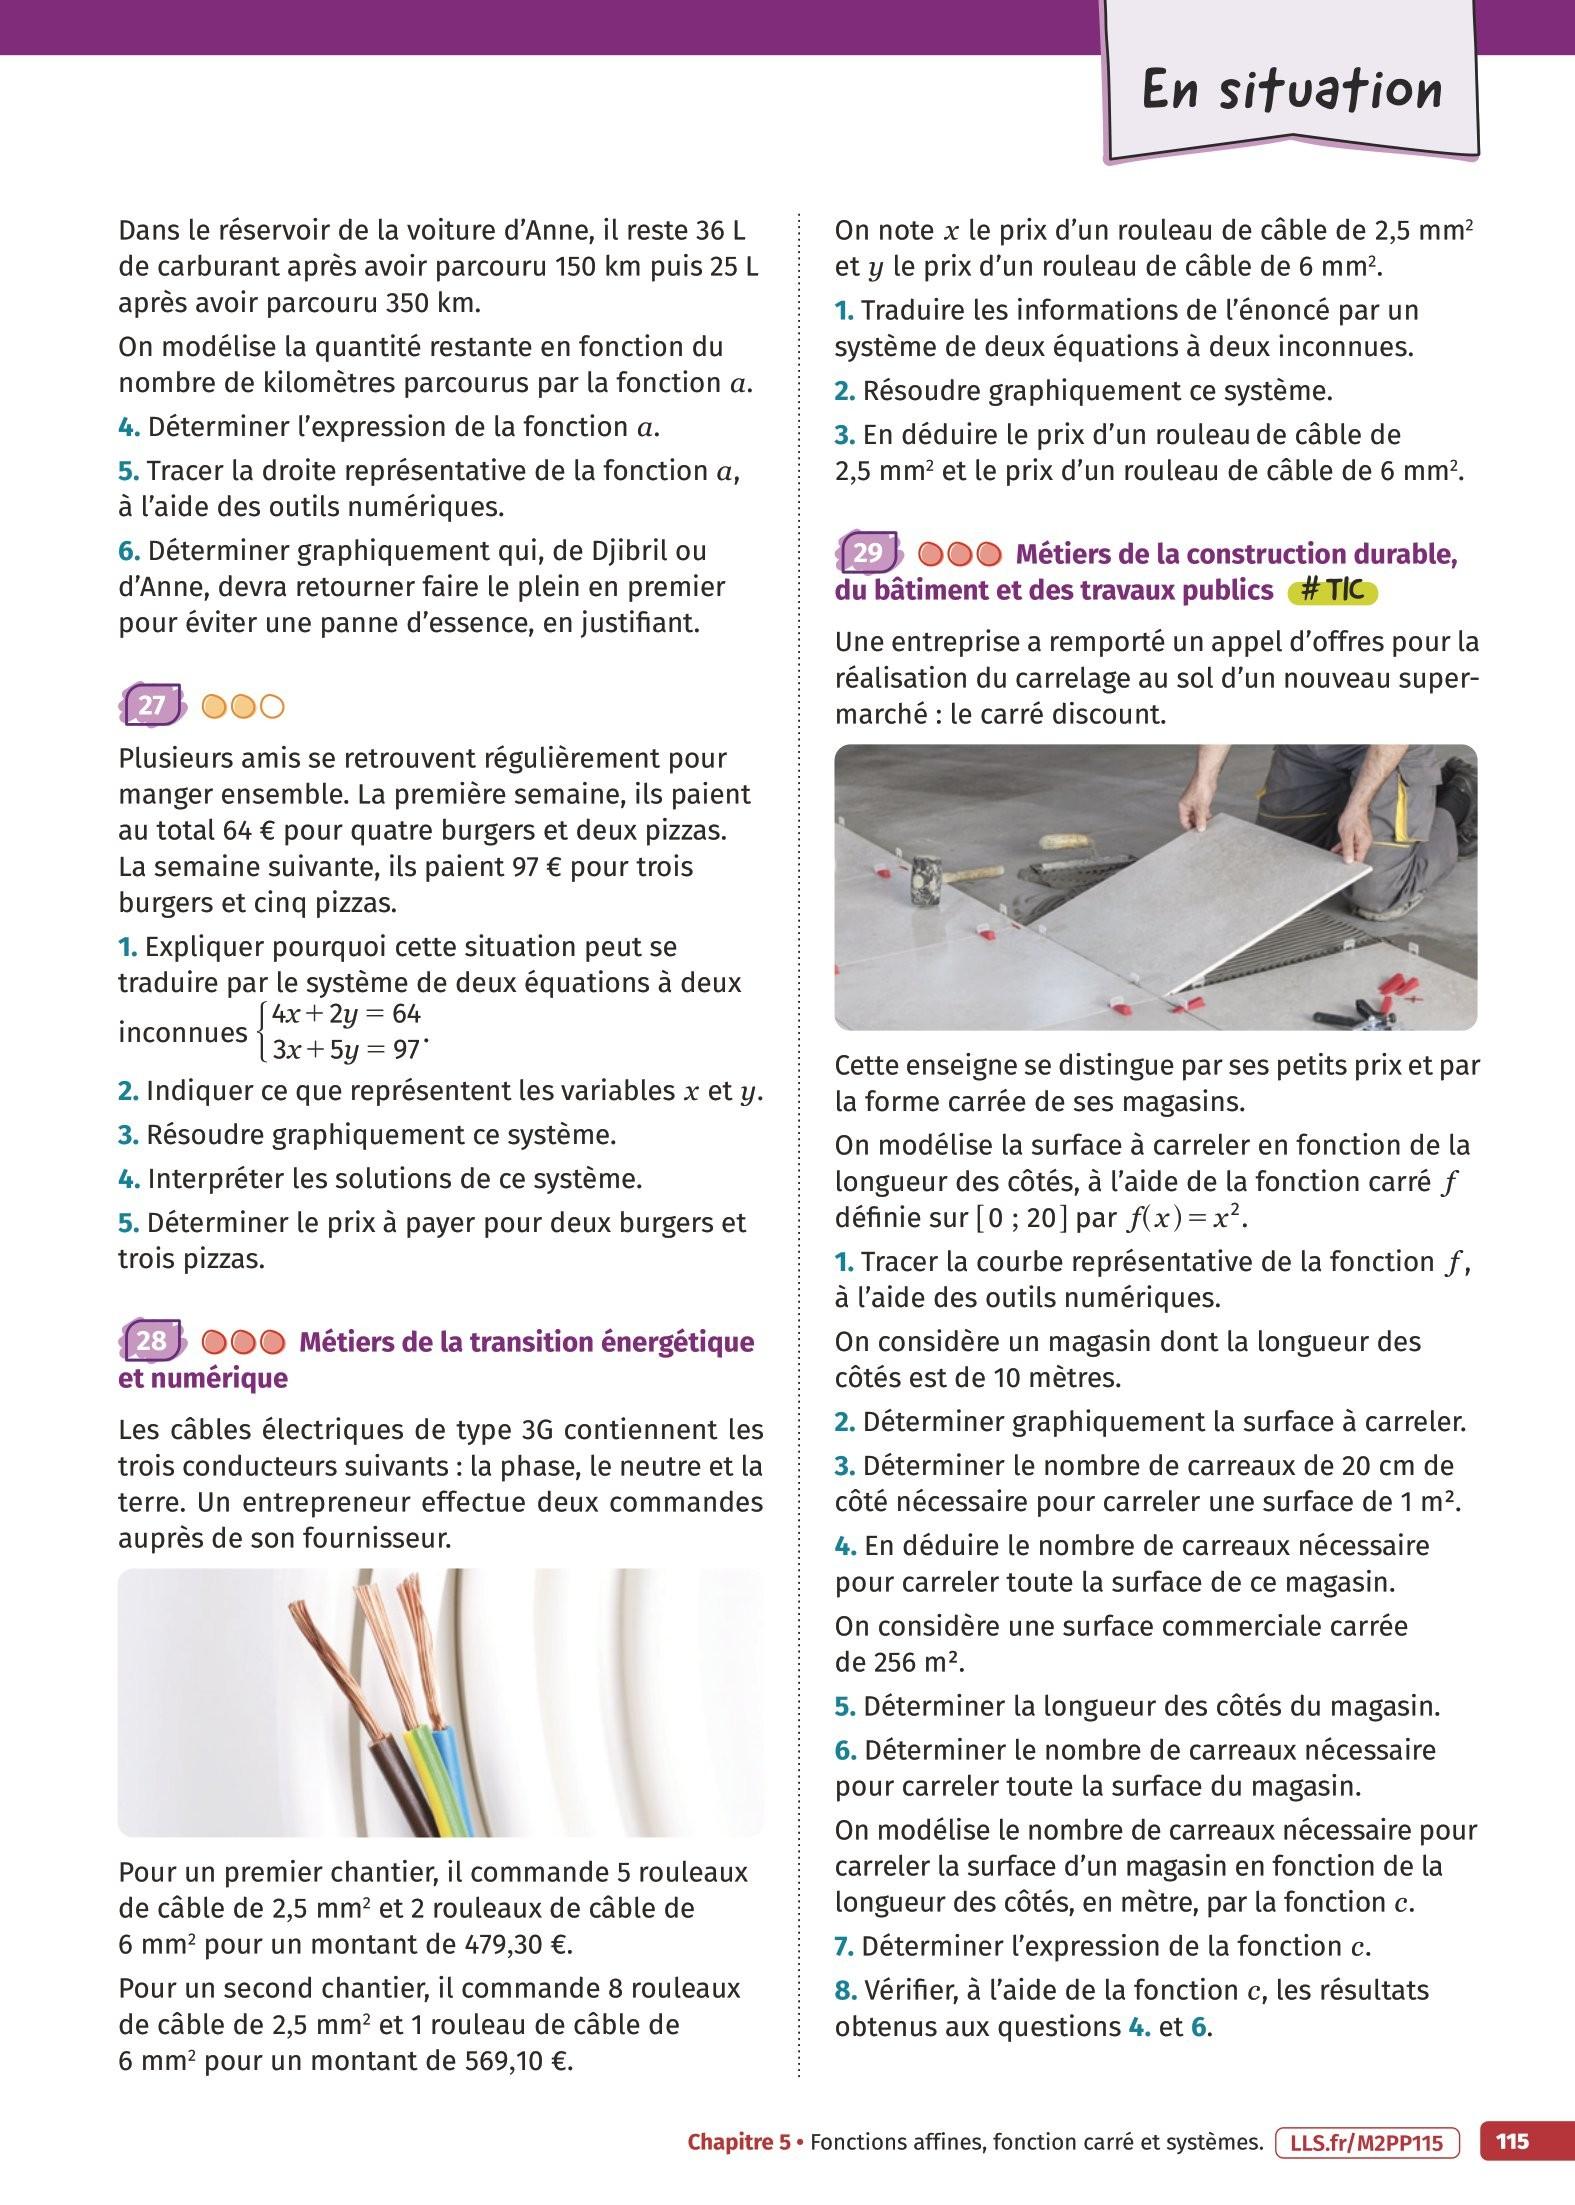 En situation
Dans le réservoir de la voiture d’Anne, il reste 36 L
de carburant après avoir parcouru 150 km puis 25 L
après avoir parcouru 350 km.
On modélise la quantité restante en fonction du
nombre de kilomètres parcourus par la fonction a.
4. Déterminer l’expression de la fonction a.
5. Tracer la droite représentative de la fonction a,
à l’aide des outils numériques.
6. Déterminer graphiquement qui, de Djibril ou
d’Anne, devra retourner faire le plein en premier
pour éviter une panne d’essence, en justifiant.
27
Plusieurs amis se retrouvent régulièrement pour
manger ensemble. La première semaine, ils paient
au total 64 € pour quatre burgers et deux pizzas.
La semaine suivante, ils paient 97 € pour trois
burgers et cinq pizzas.
1. Expliquer pourquoi cette situation peut se
traduire par le système de deux équations à deux
inconnues { 4x + 2y = 64
3x + 5y = 97 .
2. Indiquer ce que représentent les variables x et y.
3. Résoudre graphiquement ce système.
4. Interpréter les solutions de ce système.
5. Déterminer le prix à payer pour deux burgers et
trois pizzas.
28 Métiers de la transition énergétique
et numérique
Les câbles électriques de type 3G contiennent les
trois conducteurs suivants : la phase, le neutre et la
terre. Un entrepreneur effectue deux commandes
auprès de son fournisseur.
Pour un premier chantier, il commande 5 rouleaux
de câble de 2,5 mm² et 2 rouleaux de câble de
6 mm² pour un montant de 479,30 €.
Pour un second chantier, il commande 8 rouleaux
de câble de 2,5 mm² et 1 rouleau de câble de
6 mm² pour un montant de 569,10 €.
On note x le prix d’un rouleau de câble de 2,5 mm²
et y le prix d’un rouleau de câble de 6 mm².
1. Traduire les informations de l’énoncé par un
système de deux équations à deux inconnues.
2. Résoudre graphiquement ce système.
3. En déduire le prix d’un rouleau de câble de
2,5 mm² et le prix d’un rouleau de câble de 6 mm².
29 Métiers de la construction durable,
du bâtiment et des travaux publics # TIC
Une entreprise a remporté un appel d’offres pour la
réalisation du carrelage au sol d’un nouveau super-
marché : le carré discount.
Cette enseigne se distingue par ses petits prix et par
la forme carrée de ses magasins.
On modélise la surface à carreler en fonction de la
longueur des côtés, à l’aide de la fonction carré f
définie sur [0 ; 20] par f(x) = x².
1. Tracer la courbe représentative de la fonction f,
à l’aide des outils numériques.
On considère un magasin dont la longueur des
côtés est de 10 mètres.
2. Déterminer graphiquement la surface à carreler.
3. Déterminer le nombre de carreaux de 20 cm de
côté nécessaire pour carreler une surface de 1 m².
4. En déduire le nombre de carreaux nécessaire
pour carreler toute la surface de ce magasin.
On considère une surface commerciale carrée
de 256 m².
5. Déterminer la longueur des côtés du magasin.
6. Déterminer le nombre de carreaux nécessaire
pour carreler toute la surface du magasin.
On modélise le nombre de carreaux nécessaire pour
carreler la surface d’un magasin en fonction de la
longueur des côtés, en mètre, par la fonction c.
7. Déterminer l’expression de la fonction c.
8. Vérifier, à l’aide de la fonction c, les résultats
obtenus aux questions 4. et 6.
Chapitre 5 • Fonctions affines, fonction carré et systèmes. LLS.fr/M2PP115 115